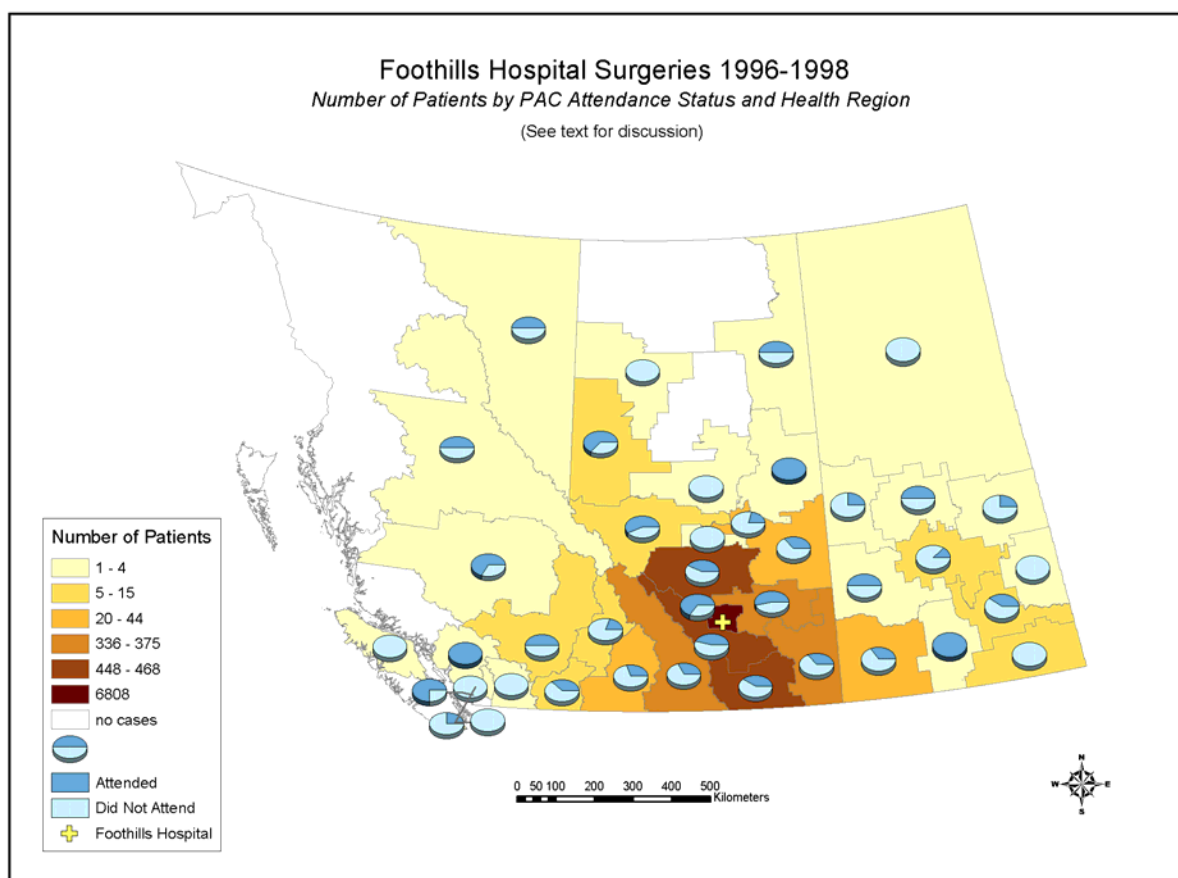 Foothills Hospital Surgeries 1996-1998
Number of Patients by PAC Attendance Status and Health Region
(See text for discussion)
Number of Patients
1 - 4
5 - 15
20 - 44
336 - 375
448 - 468
6808
no cases
Attended
Did Not Attend
Foothills Hospital
0 50 100 200 300 400 500
Kilometers
N
W E
S